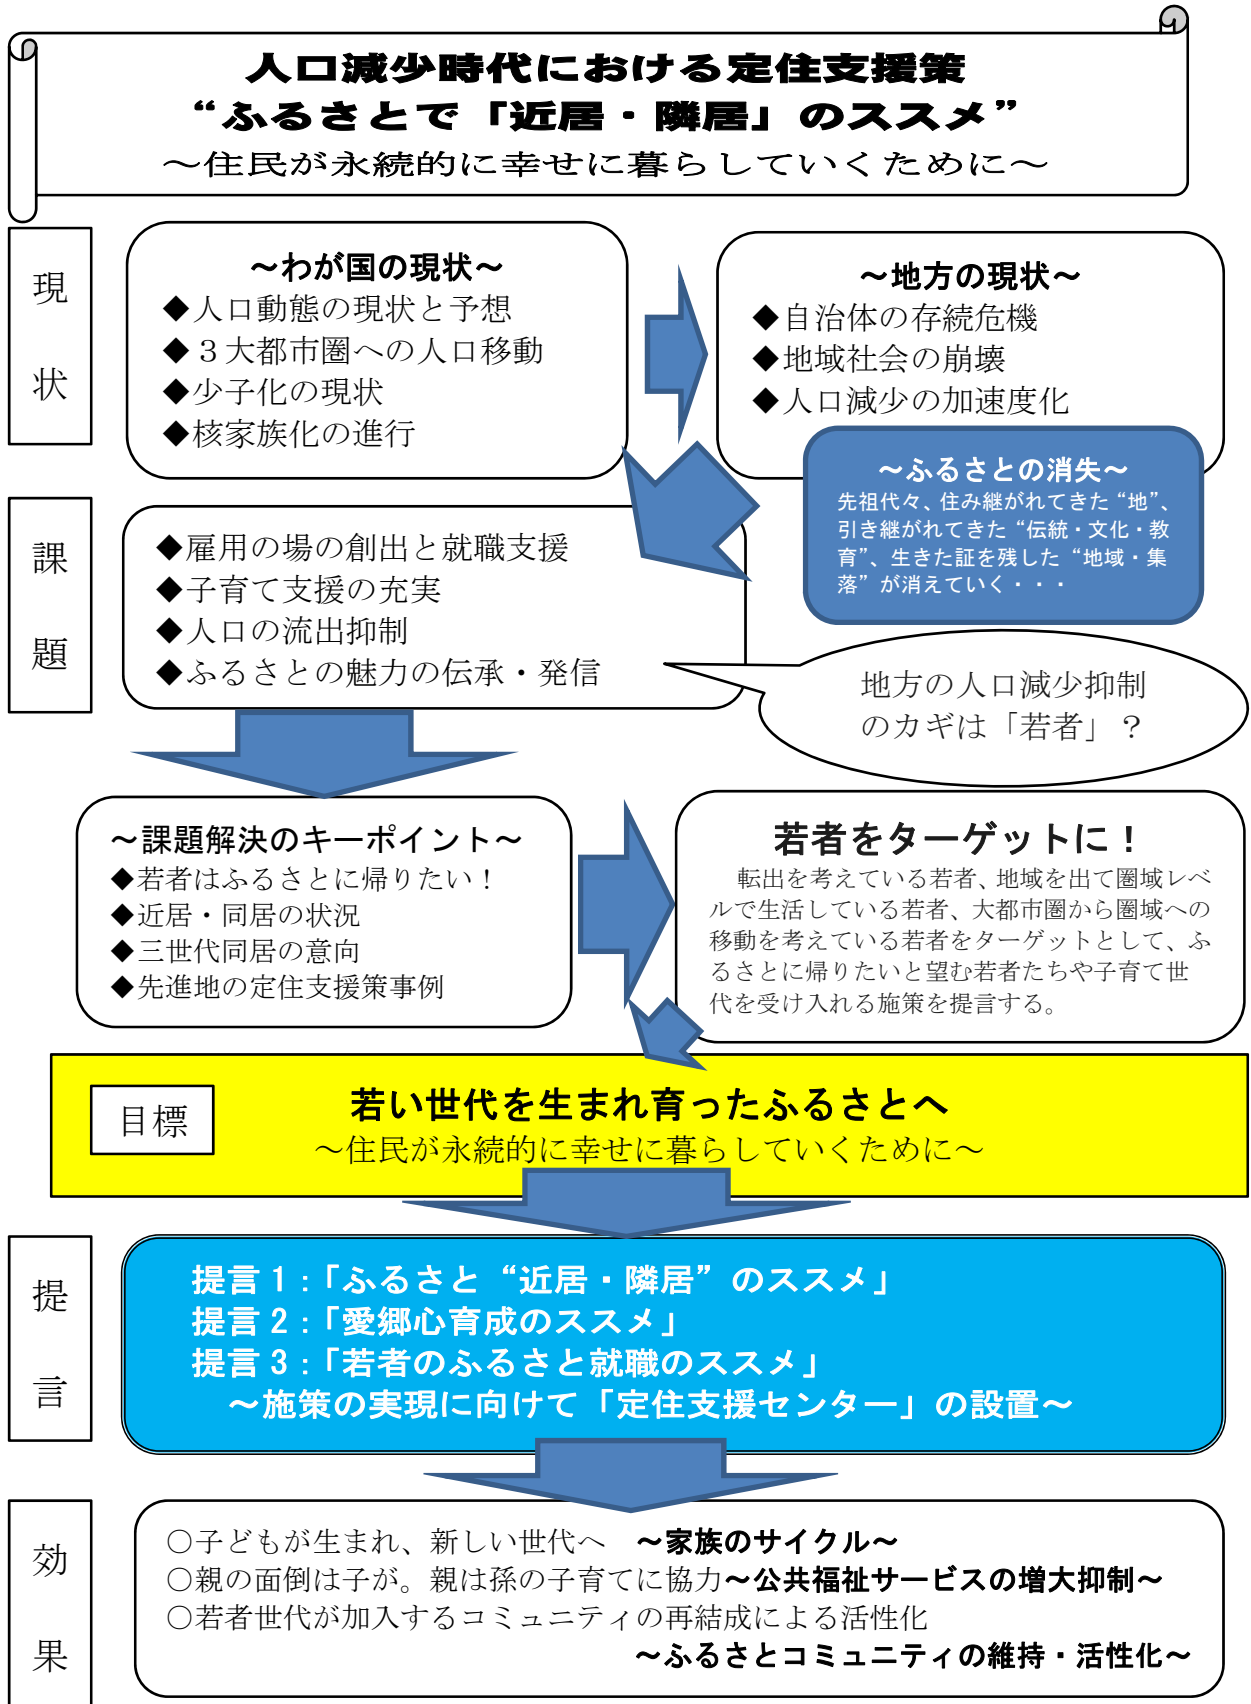 人口減少時代における定住支援策
“ふるさとで「近居・隣居」のススメ”
～住民が永続的に幸せに暮らしていくために～
現状
～わが国の現状～
◆人口動態の現状と予想
◆３大都市圏への人口移動
◆少子化の現状
◆核家族化の進行
～地方の現状～
◆自治体の存続危機
◆地域社会の崩壊
◆人口減少の加速度化
～ふるさとの消失～
先祖代々、住み継がれてきた“地”、
引き継がれてきた“伝統・文化・教
育”、生きた証を残した“地域・集
落”が消えていく・・・
課題
◆雇用の場の創出と就職支援
◆子育て支援の充実
◆人口の流出抑制
◆ふるさとの魅力の伝承・発信
地方の人口減少抑制
のカギは「若者」？
～課題解決のキーポイント～
◆若者はふるさとに帰りたい！
◆近居・同居の状況
◆三世代同居の意向
◆先進地の定住支援策事例
若者をターゲットに！
転出を考えている若者、地域を出て圏域レベ
ルで生活している若者、大都市圏から圏域への
移動を考えている若者をターゲットとして、ふ
るさとに帰りたいと望む若者たちや子育て世
代を受け入れる施策を提言する。
目標
若い世代を生まれ育ったふるさとへ
～住民が永続的に幸せに暮らしていくために～
提言
提言１：「ふるさと“近居・隣居”のススメ」
提言２：「愛郷心育成のススメ」
提言３：「若者のふるさと就職のススメ」
～施策の実現に向けて「定住支援センター」の設置～
効果
○子どもが生まれ、新しい世代へ　～家族のサイクル～
○親の面倒は子が。親は孫の子育てに協力～公共福祉サービスの増大抑制～
○若者世代が加入するコミュニティの再結成による活性化
～ふるさとコミュニティの維持・活性化～